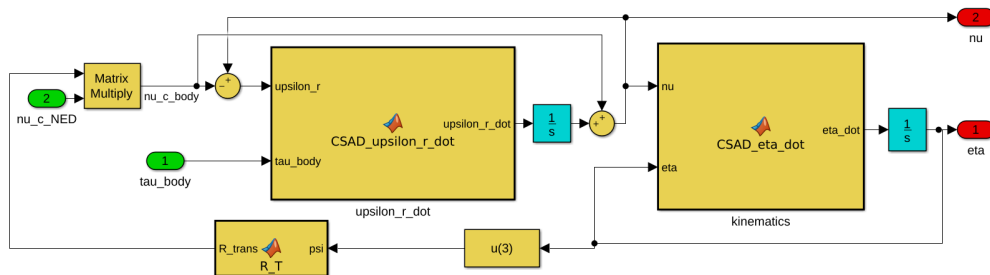 2
nu
Matrix
Multiply
nu_c_body
2
nu_c_NED
− +
upsilon_r
CSAD_upsilon_r_dot
upsilon_r_dot
tau_body
upsilon_r_dot
1
tau_body
1
s
+ +
nu
CSAD_eta_dot
eta_dot
eta
kinematics
1
s
1
eta
R_trans
psi
R_T
u(3)